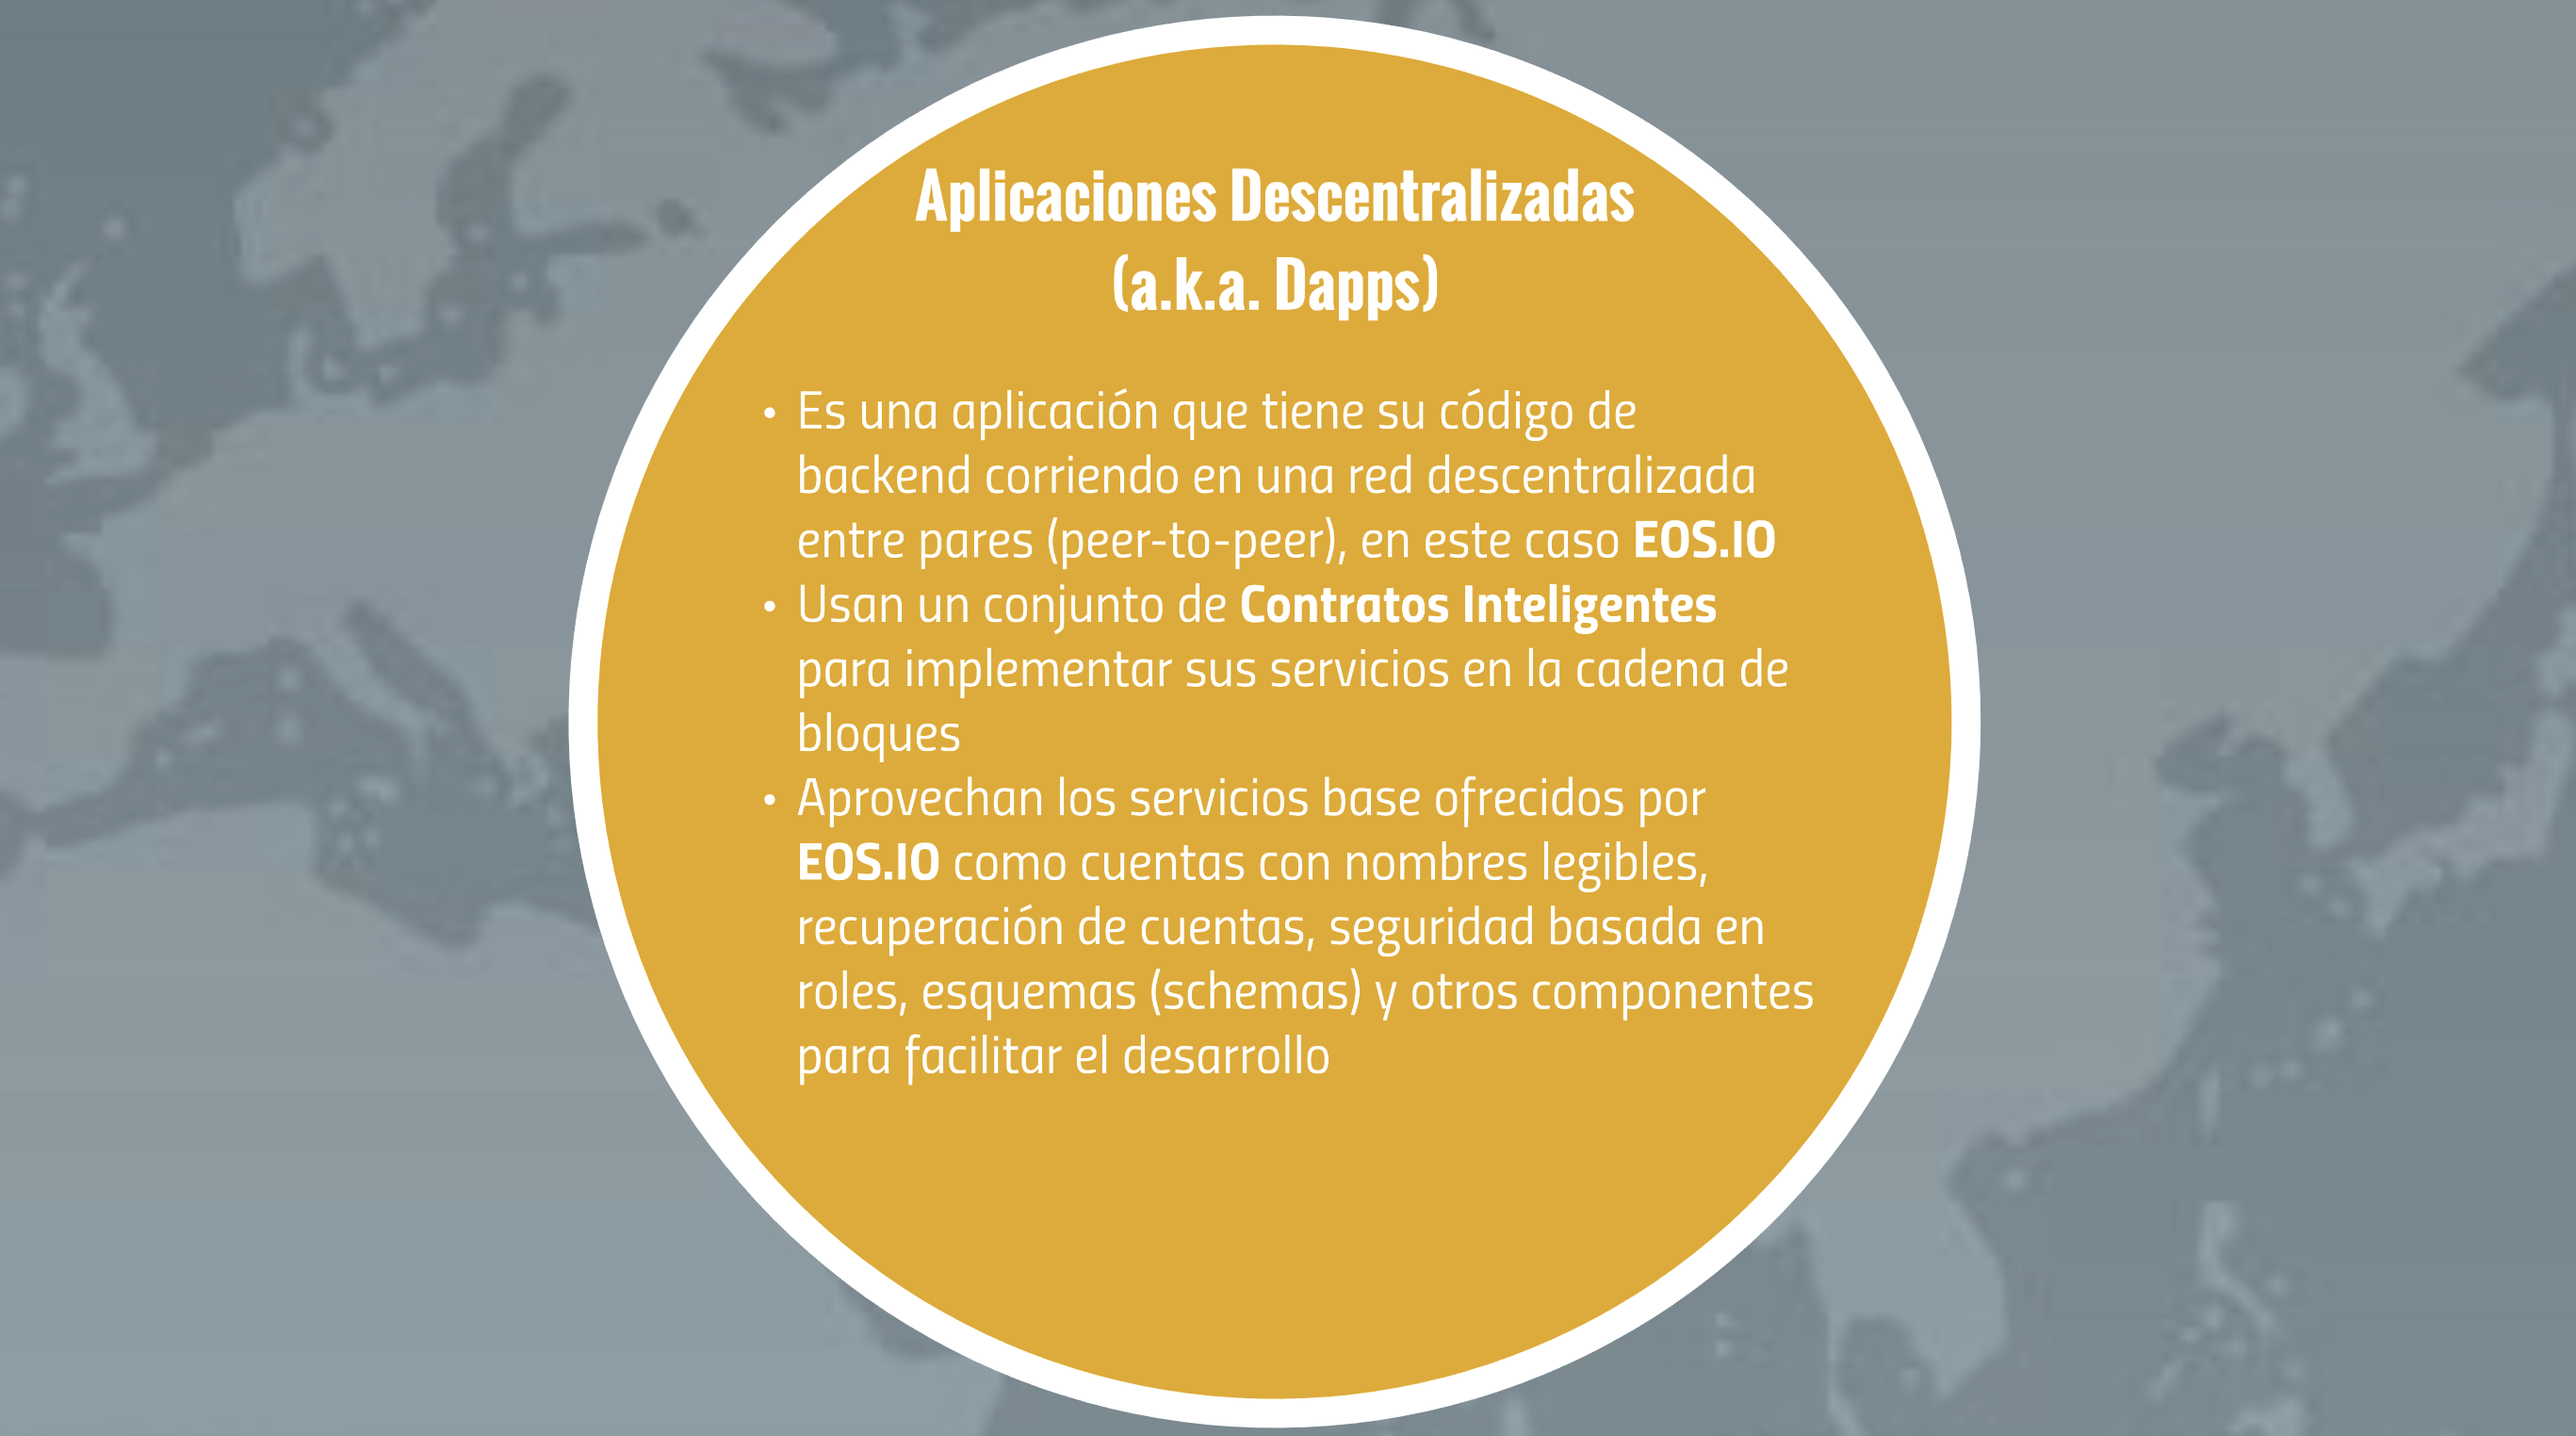 Aplicaciones Descentralizadas
(a.k.a. Dapps)
• Es una aplicación que tiene su código de
backend corriendo en una red descentralizada
entre pares (peer-to-peer), en este caso EOS.IO
• Usan un conjunto de Contratos Inteligentes
para implementar sus servicios en la cadena de
bloques
• Aprovechan los servicios base ofrecidos por
EOS.IO como cuentas con nombres legibles,
recuperación de cuentas, seguridad basada en
roles, esquemas (schemas) y otros componentes
para facilitar el desarrollo